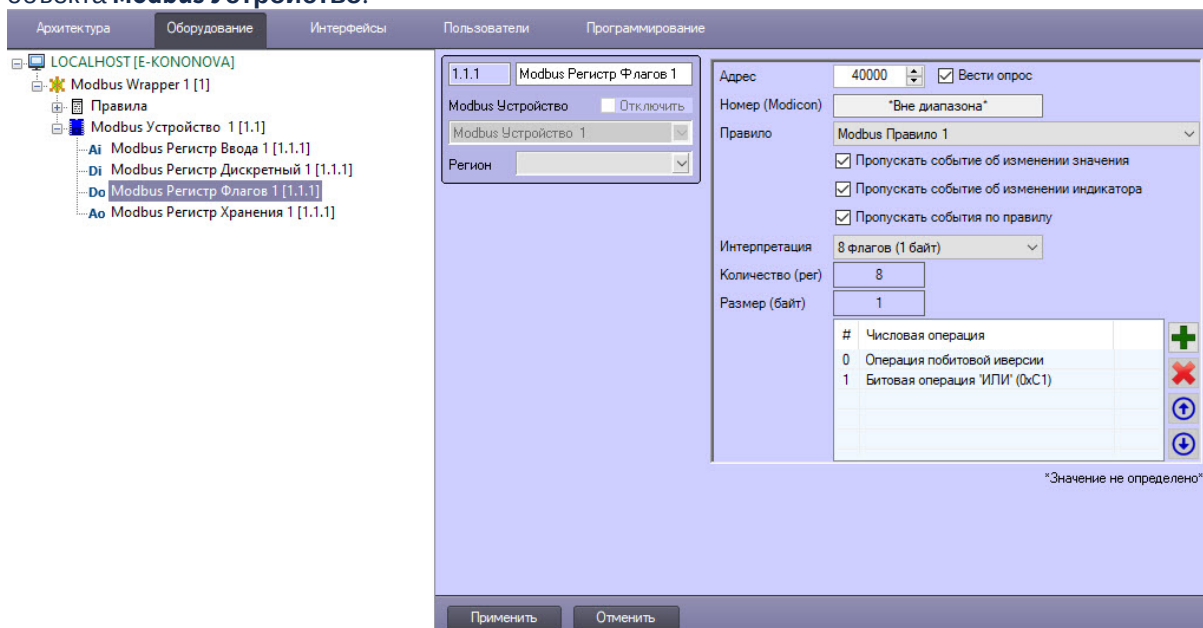 объекта Modbus Устройство.
Архитектура Оборудование Интерфейсы Пользователи Программирование
LOCALHOST [E-KONONOVA]
Modbus Wrapper 1 [1]
Правила
Modbus Устройство 1 [1.1]
Ai Modbus Регистр Ввода 1 [1.1.1]
Di Modbus Регистр Дискретный 1 [1.1.1]
Do Modbus Регистр Флагов 1 [1.1.1]
Ao Modbus Регистр Хранения 1 [1.1.1]
1.1.1 Modbus Регистр Флагов 1
Modbus Устройство Отключить
Modbus Устройство 1
Регион
Адрес 40000 Вести опрос
Номер (Modicon) "Вне диапазона"
Правило Modbus Правило 1
Пропускать событие об изменении значения
Пропускать событие об изменении индикатора
Пропускать события по правилу
Интерпретация 8 флагов (1 байт)
Количество (рег) 8
Размер (байт) 1
# Числовая операция
0 Операция побитовой иверсии
1 Битовая операция 'ИЛИ' (0xC1)
"Значение не определено"
Применить Отменить